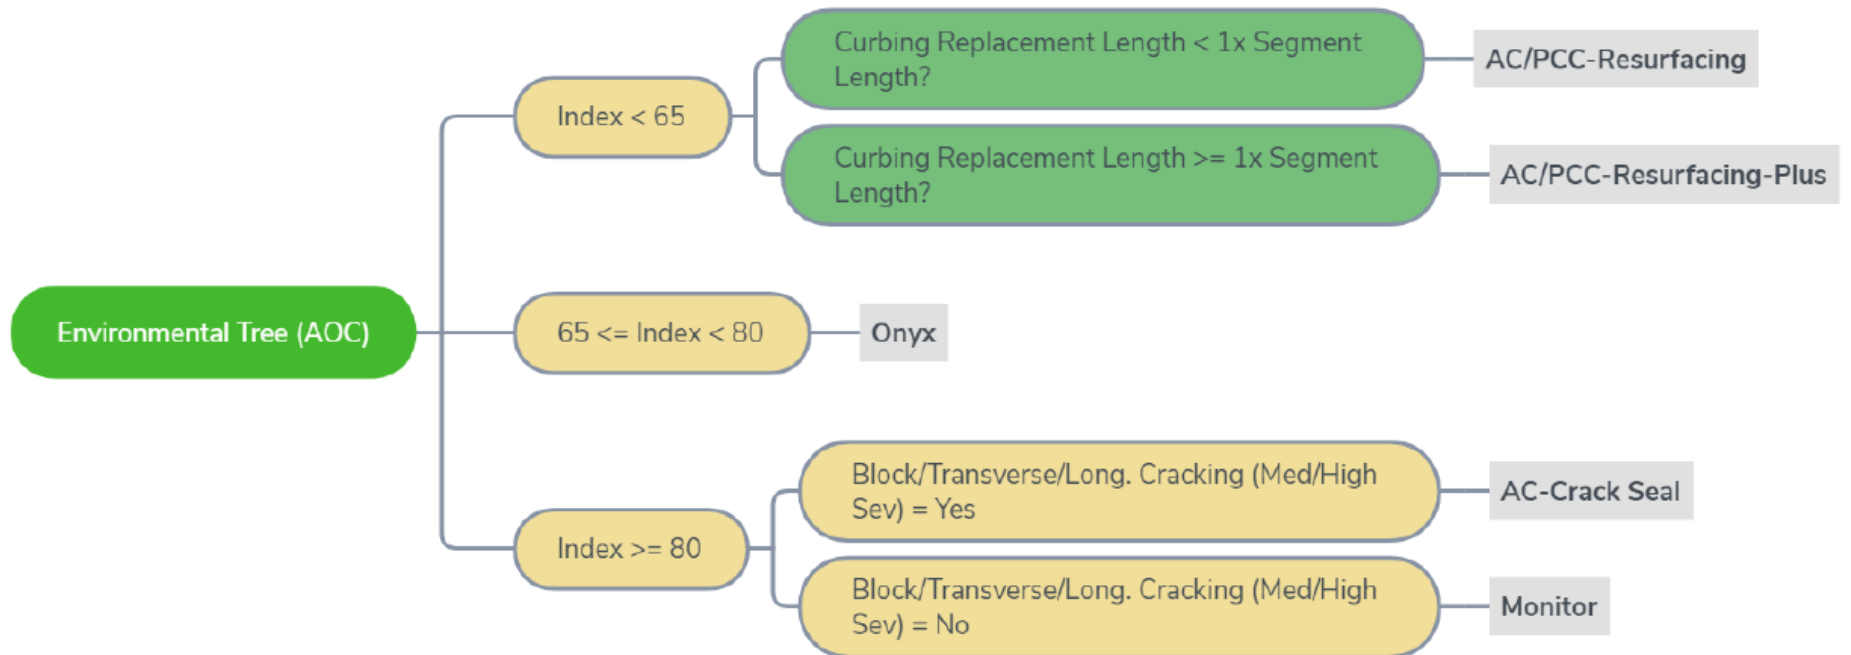 Curbing Replacement Length < 1x Segment
Length?
AC/PCC-Resurfacing
Index < 65
Curbing Replacement Length >= 1x Segment
Length?
AC/PCC-Resurfacing-Plus
Environmental Tree (AOC)
65 <= Index < 80
Onyx
Block/Transverse/Long. Cracking (Med/High
Sev) = Yes
AC-Crack Seal
Index >= 80
Block/Transverse/Long. Cracking (Med/High
Sev) = No
Monitor